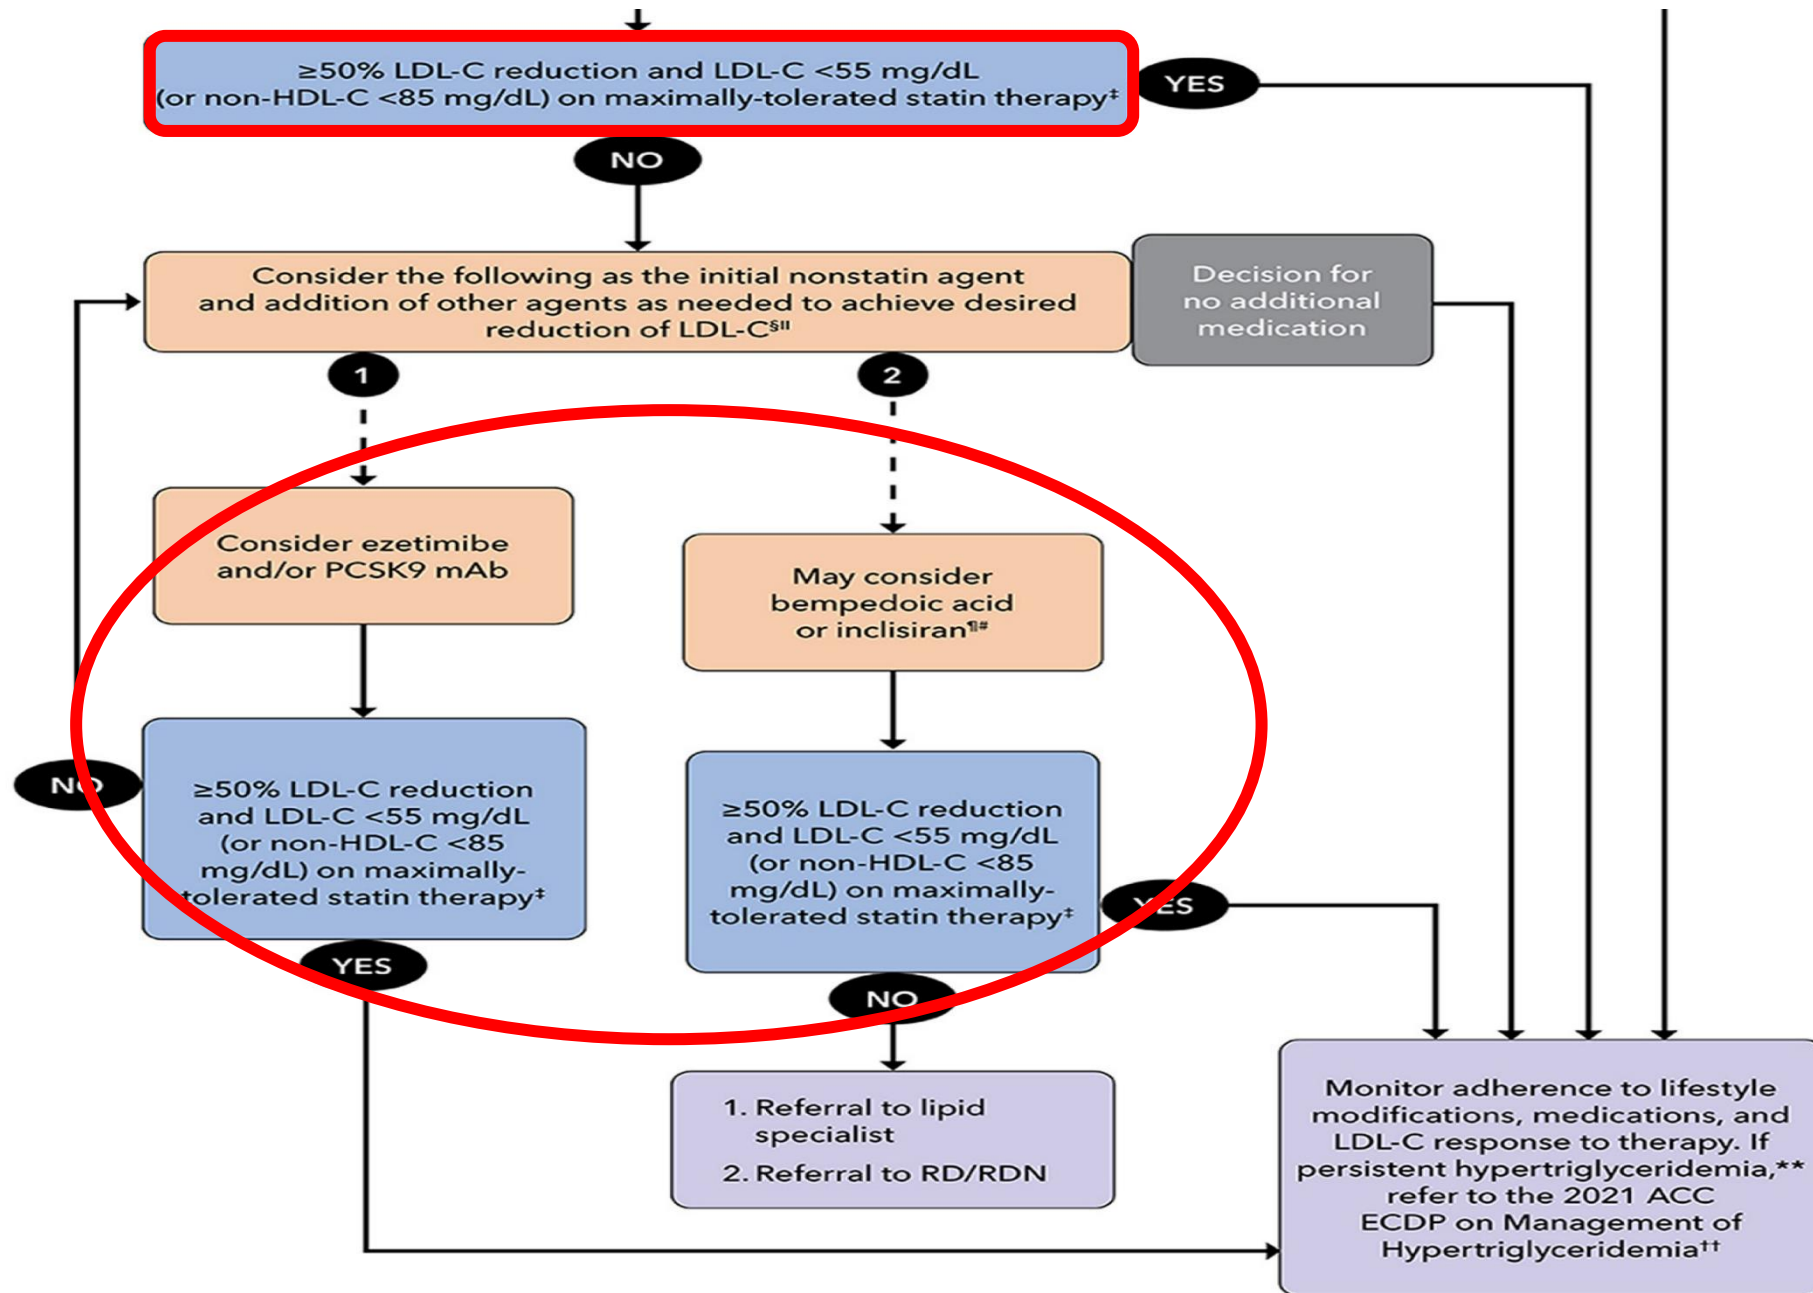 ≥50% LDL-C reduction and LDL-C <55 mg/dL
(or non-HDL-C <85 mg/dL) on maximally-tolerated statin therapy‡
YES
NO
Consider the following as the initial nonstatin agent
and addition of other agents as needed to achieve desired
reduction of LDL-C§||
Decision for
no additional
medication
1
2
Consider ezetimibe
and/or PCSK9 mAb
May consider
bempedoic acid
or inclisiran¶#
NO
≥50% LDL-C reduction
and LDL-C <55 mg/dL
(or non-HDL-C <85
mg/dL) on maximally-
tolerated statin therapy‡
≥50% LDL-C reduction
and LDL-C <55 mg/dL
(or non-HDL-C <85
mg/dL) on maximally-
tolerated statin therapy‡
YES
YES
NO
1. Referral to lipid
specialist
2. Referral to RD/RDN
Monitor adherence to lifestyle
modifications, medications, and
LDL-C response to therapy. If
persistent hypertriglyceridemia,**
refer to the 2021 ACC
ECDP on Management of
Hypertriglyceridemia††